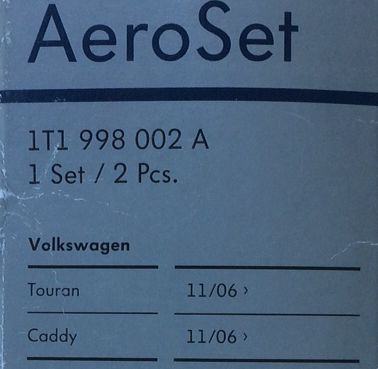 AeroSet
1T1 998 002 A
1 Set / 2 Pcs.
Volkswagen
Touran 11/06 ›
Caddy 11/06 ›